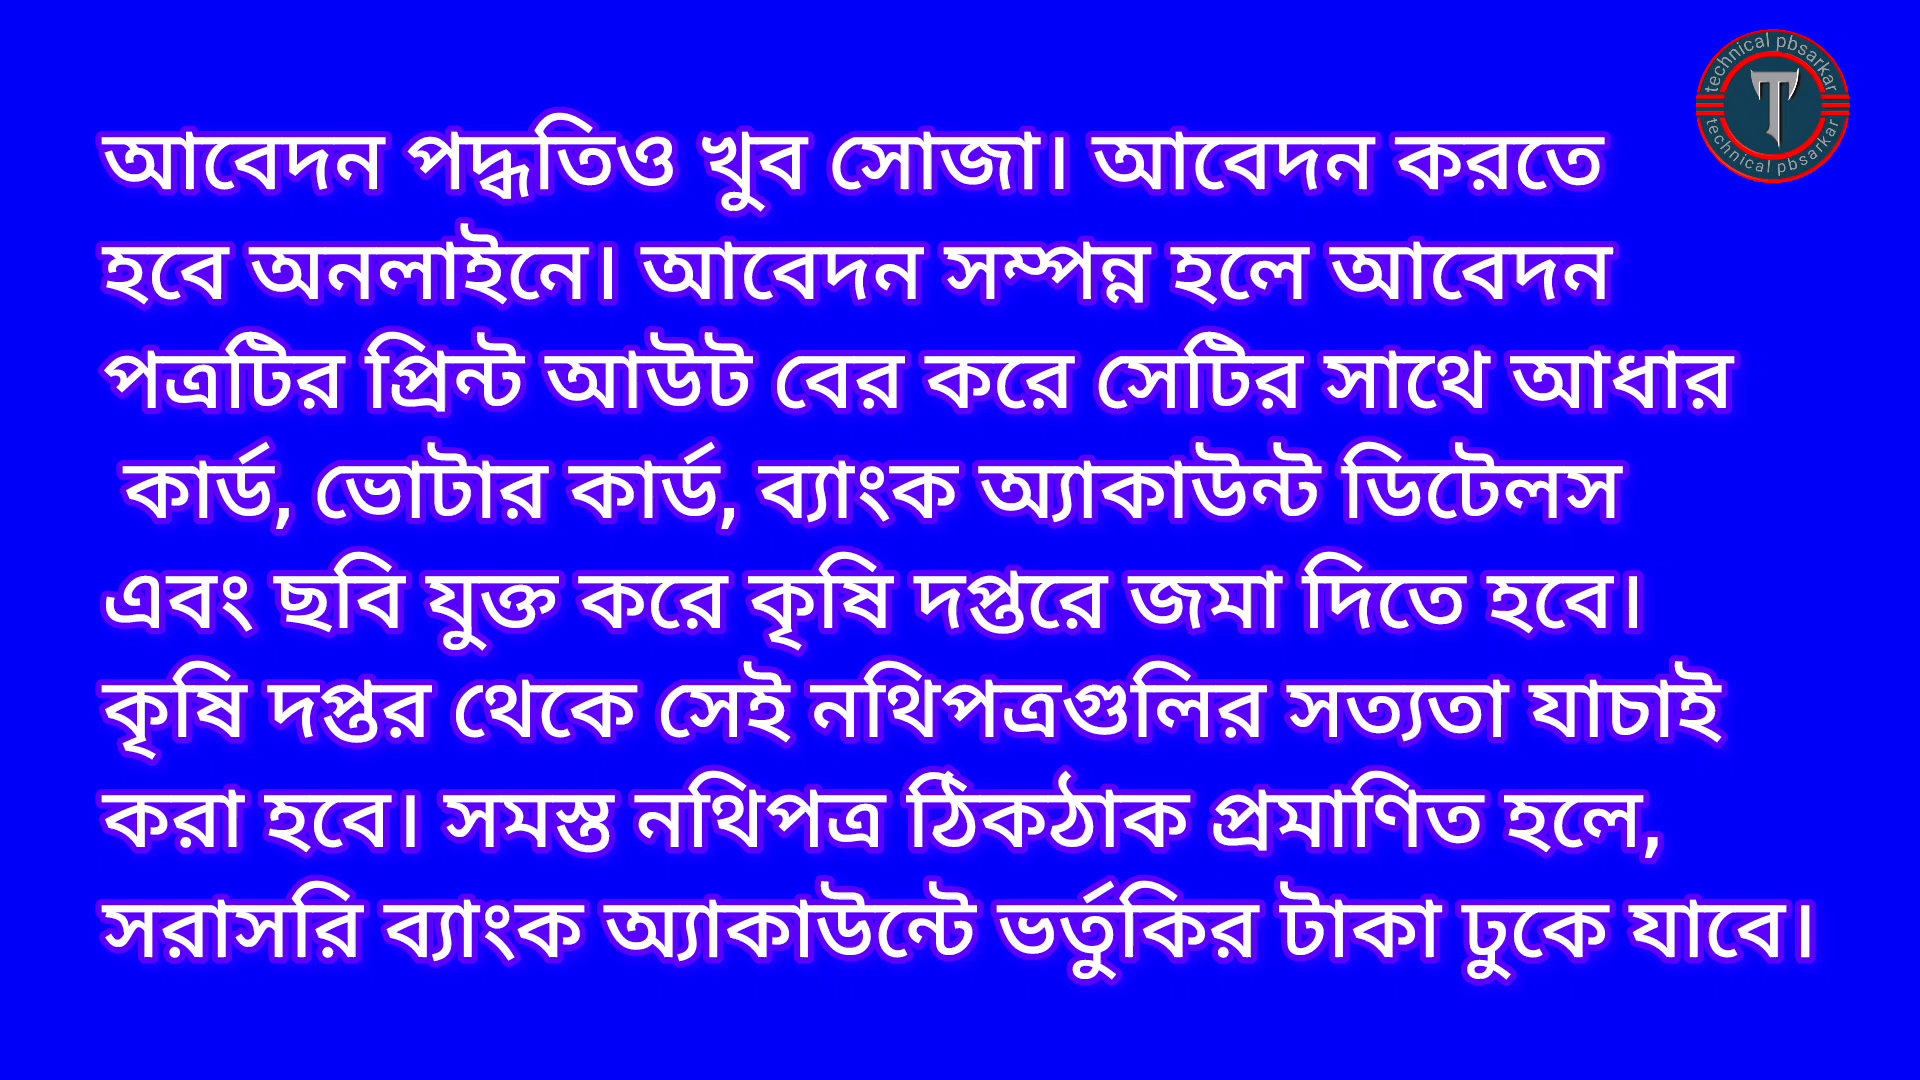 technical pbsarkar
technical pbsarkar
T
আবেদন পদ্ধতিও খুব সোজা। আবেদন করতে
হবে অনলাইনে। আবেদন সম্পন্ন হলে আবেদন
পত্রটির প্রিন্ট আউট বের করে সেটির সাথে আধার
কার্ড, ভোটার কার্ড, ব্যাংক অ্যাকাউন্ট ডিটেলস
এবং ছবি যুক্ত করে কৃষি দপ্তরে জমা দিতে হবে।
কৃষি দপ্তর থেকে সেই নথিপত্রগুলির সত্যতা যাচাই
করা হবে। সমস্ত নথিপত্র ঠিকঠাক প্রমাণিত হলে,
সরাসরি ব্যাংক অ্যাকাউন্টে ভর্তুকির টাকা ঢুকে যাবে।